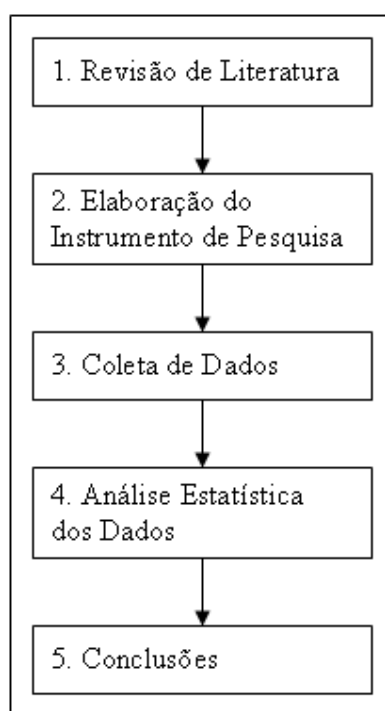 1. Revisão de Literatura
2. Elaboração do
Instrumento de Pesquisa
3. Coleta de Dados
4. Análise Estatística
dos Dados
5. Conclusões